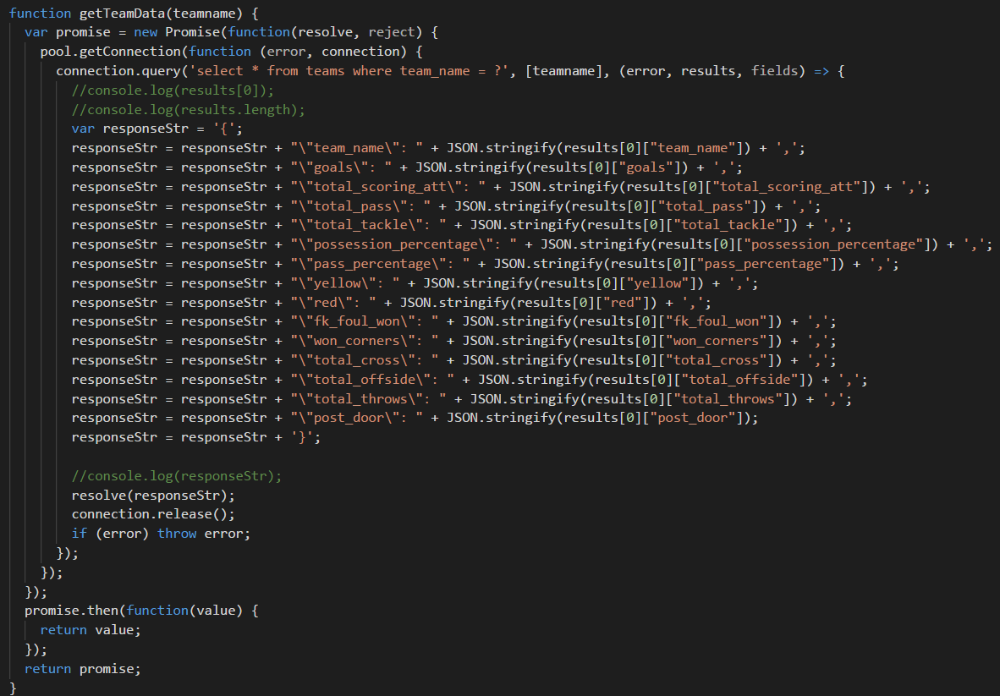 function getTeamData(teamname) {
  var promise = new Promise(function(resolve, reject) {
    pool.getConnection(function (error, connection) {
      connection.query('select * from teams where team_name = ?', [teamname], (error, results, fields) => {
        //console.log(results[0]);
        //console.log(results.length);
        var responseStr = '{';
        responseStr = responseStr + "\"team_name\": " + JSON.stringify(results[0]["team_name"]) + ',';
        responseStr = responseStr + "\"goals\": " + JSON.stringify(results[0]["goals"]) + ',';
        responseStr = responseStr + "\"total_scoring_att\": " + JSON.stringify(results[0]["total_scoring_att"]) + ',';
        responseStr = responseStr + "\"total_pass\": " + JSON.stringify(results[0]["total_pass"]) + ',';
        responseStr = responseStr + "\"total_tackle\": " + JSON.stringify(results[0]["total_tackle"]) + ',';
        responseStr = responseStr + "\"possession_percentage\": " + JSON.stringify(results[0]["possession_percentage"]) + ',';
        responseStr = responseStr + "\"pass_percentage\": " + JSON.stringify(results[0]["pass_percentage"]) + ',';
        responseStr = responseStr + "\"yellow\": " + JSON.stringify(results[0]["yellow"]) + ',';
        responseStr = responseStr + "\"red\": " + JSON.stringify(results[0]["red"]) + ',';
        responseStr = responseStr + "\"fk_foul_won\": " + JSON.stringify(results[0]["fk_foul_won"]) + ',';
        responseStr = responseStr + "\"won_corners\": " + JSON.stringify(results[0]["won_corners"]) + ',';
        responseStr = responseStr + "\"total_cross\": " + JSON.stringify(results[0]["total_cross"]) + ',';
        responseStr = responseStr + "\"total_offside\": " + JSON.stringify(results[0]["total_offside"]) + ',';
        responseStr = responseStr + "\"total_throws\": " + JSON.stringify(results[0]["total_throws"]) + ',';
        responseStr = responseStr + "\"post_door\": " + JSON.stringify(results[0]["post_door"]);
        responseStr = responseStr + '}';

        //console.log(responseStr);
        resolve(responseStr);
        connection.release();
        if (error) throw error;
      });
    });
  });
  promise.then(function(value) {
    return value;
  });
  return promise;
}